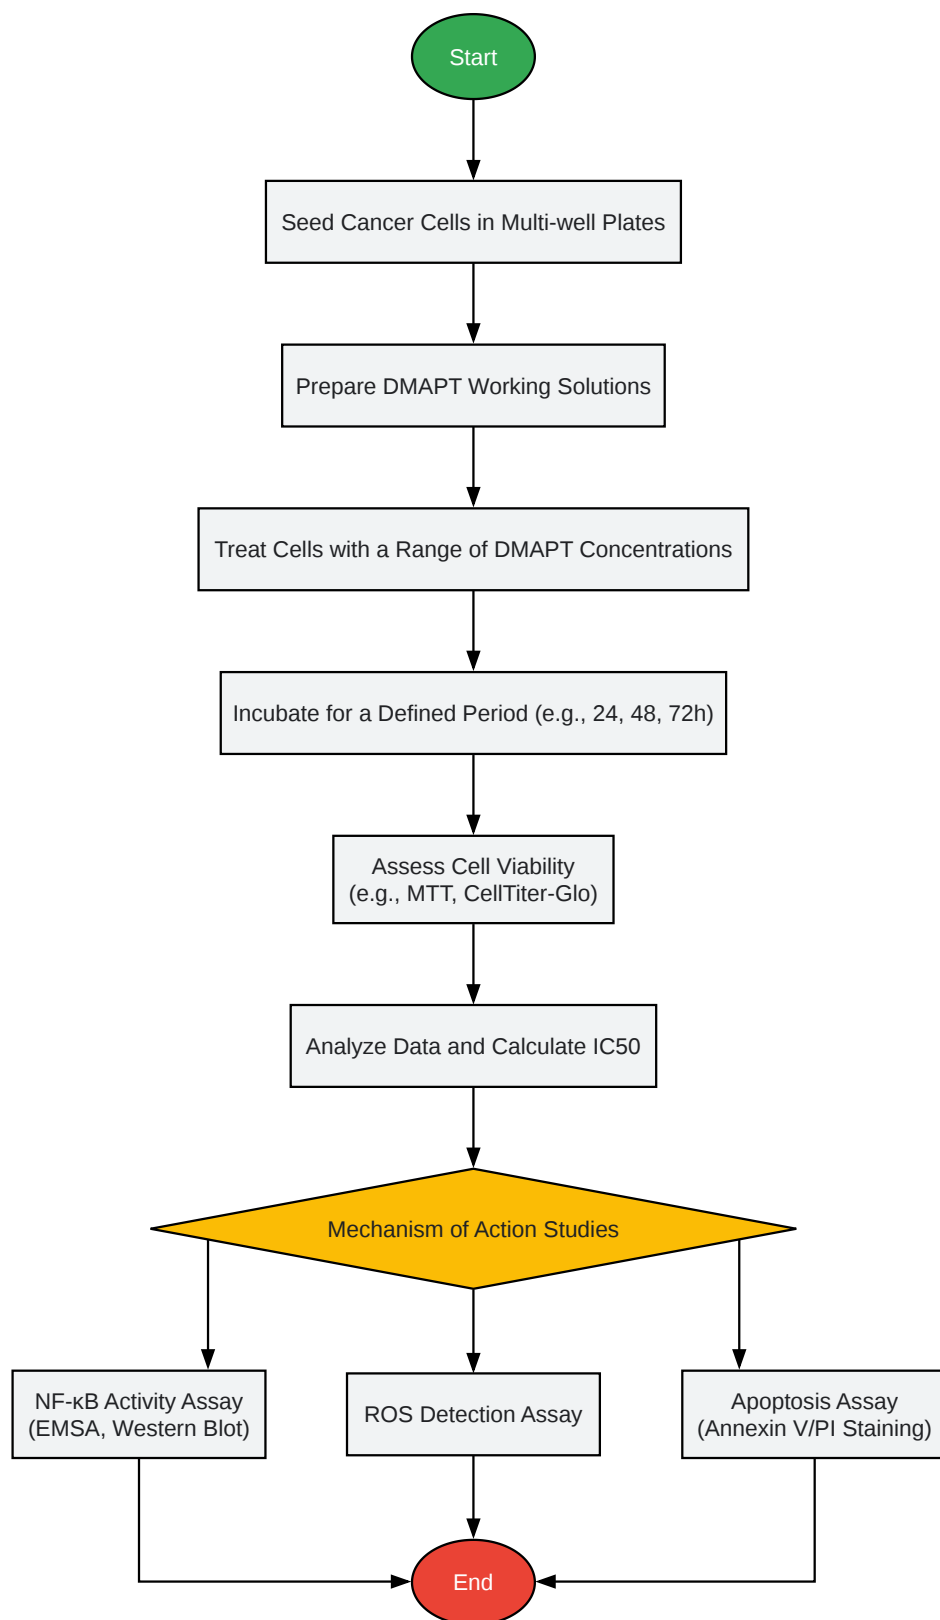 Start
Seed Cancer Cells in Multi-well Plates
Prepare DMAPT Working Solutions
Treat Cells with a Range of DMAPT Concentrations
Incubate for a Defined Period (e.g., 24, 48, 72h)
Assess Cell Viability
(e.g., MTT, CellTiter-Glo)
Analyze Data and Calculate IC50
Mechanism of Action Studies
NF-κB Activity Assay
(EMSA, Western Blot)
ROS Detection Assay
Apoptosis Assay
(Annexin V/PI Staining)
End